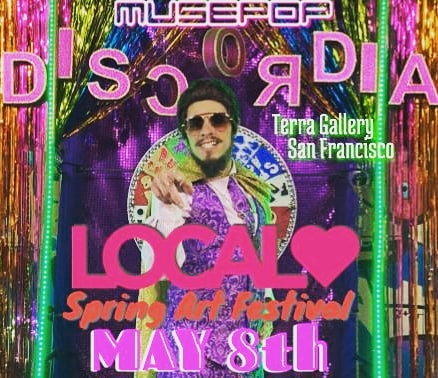 MUSEPOP
DISCORDIA
Terra Gallery
San Francisco
LOCAL♥
Spring Art Festival
MAY 8th